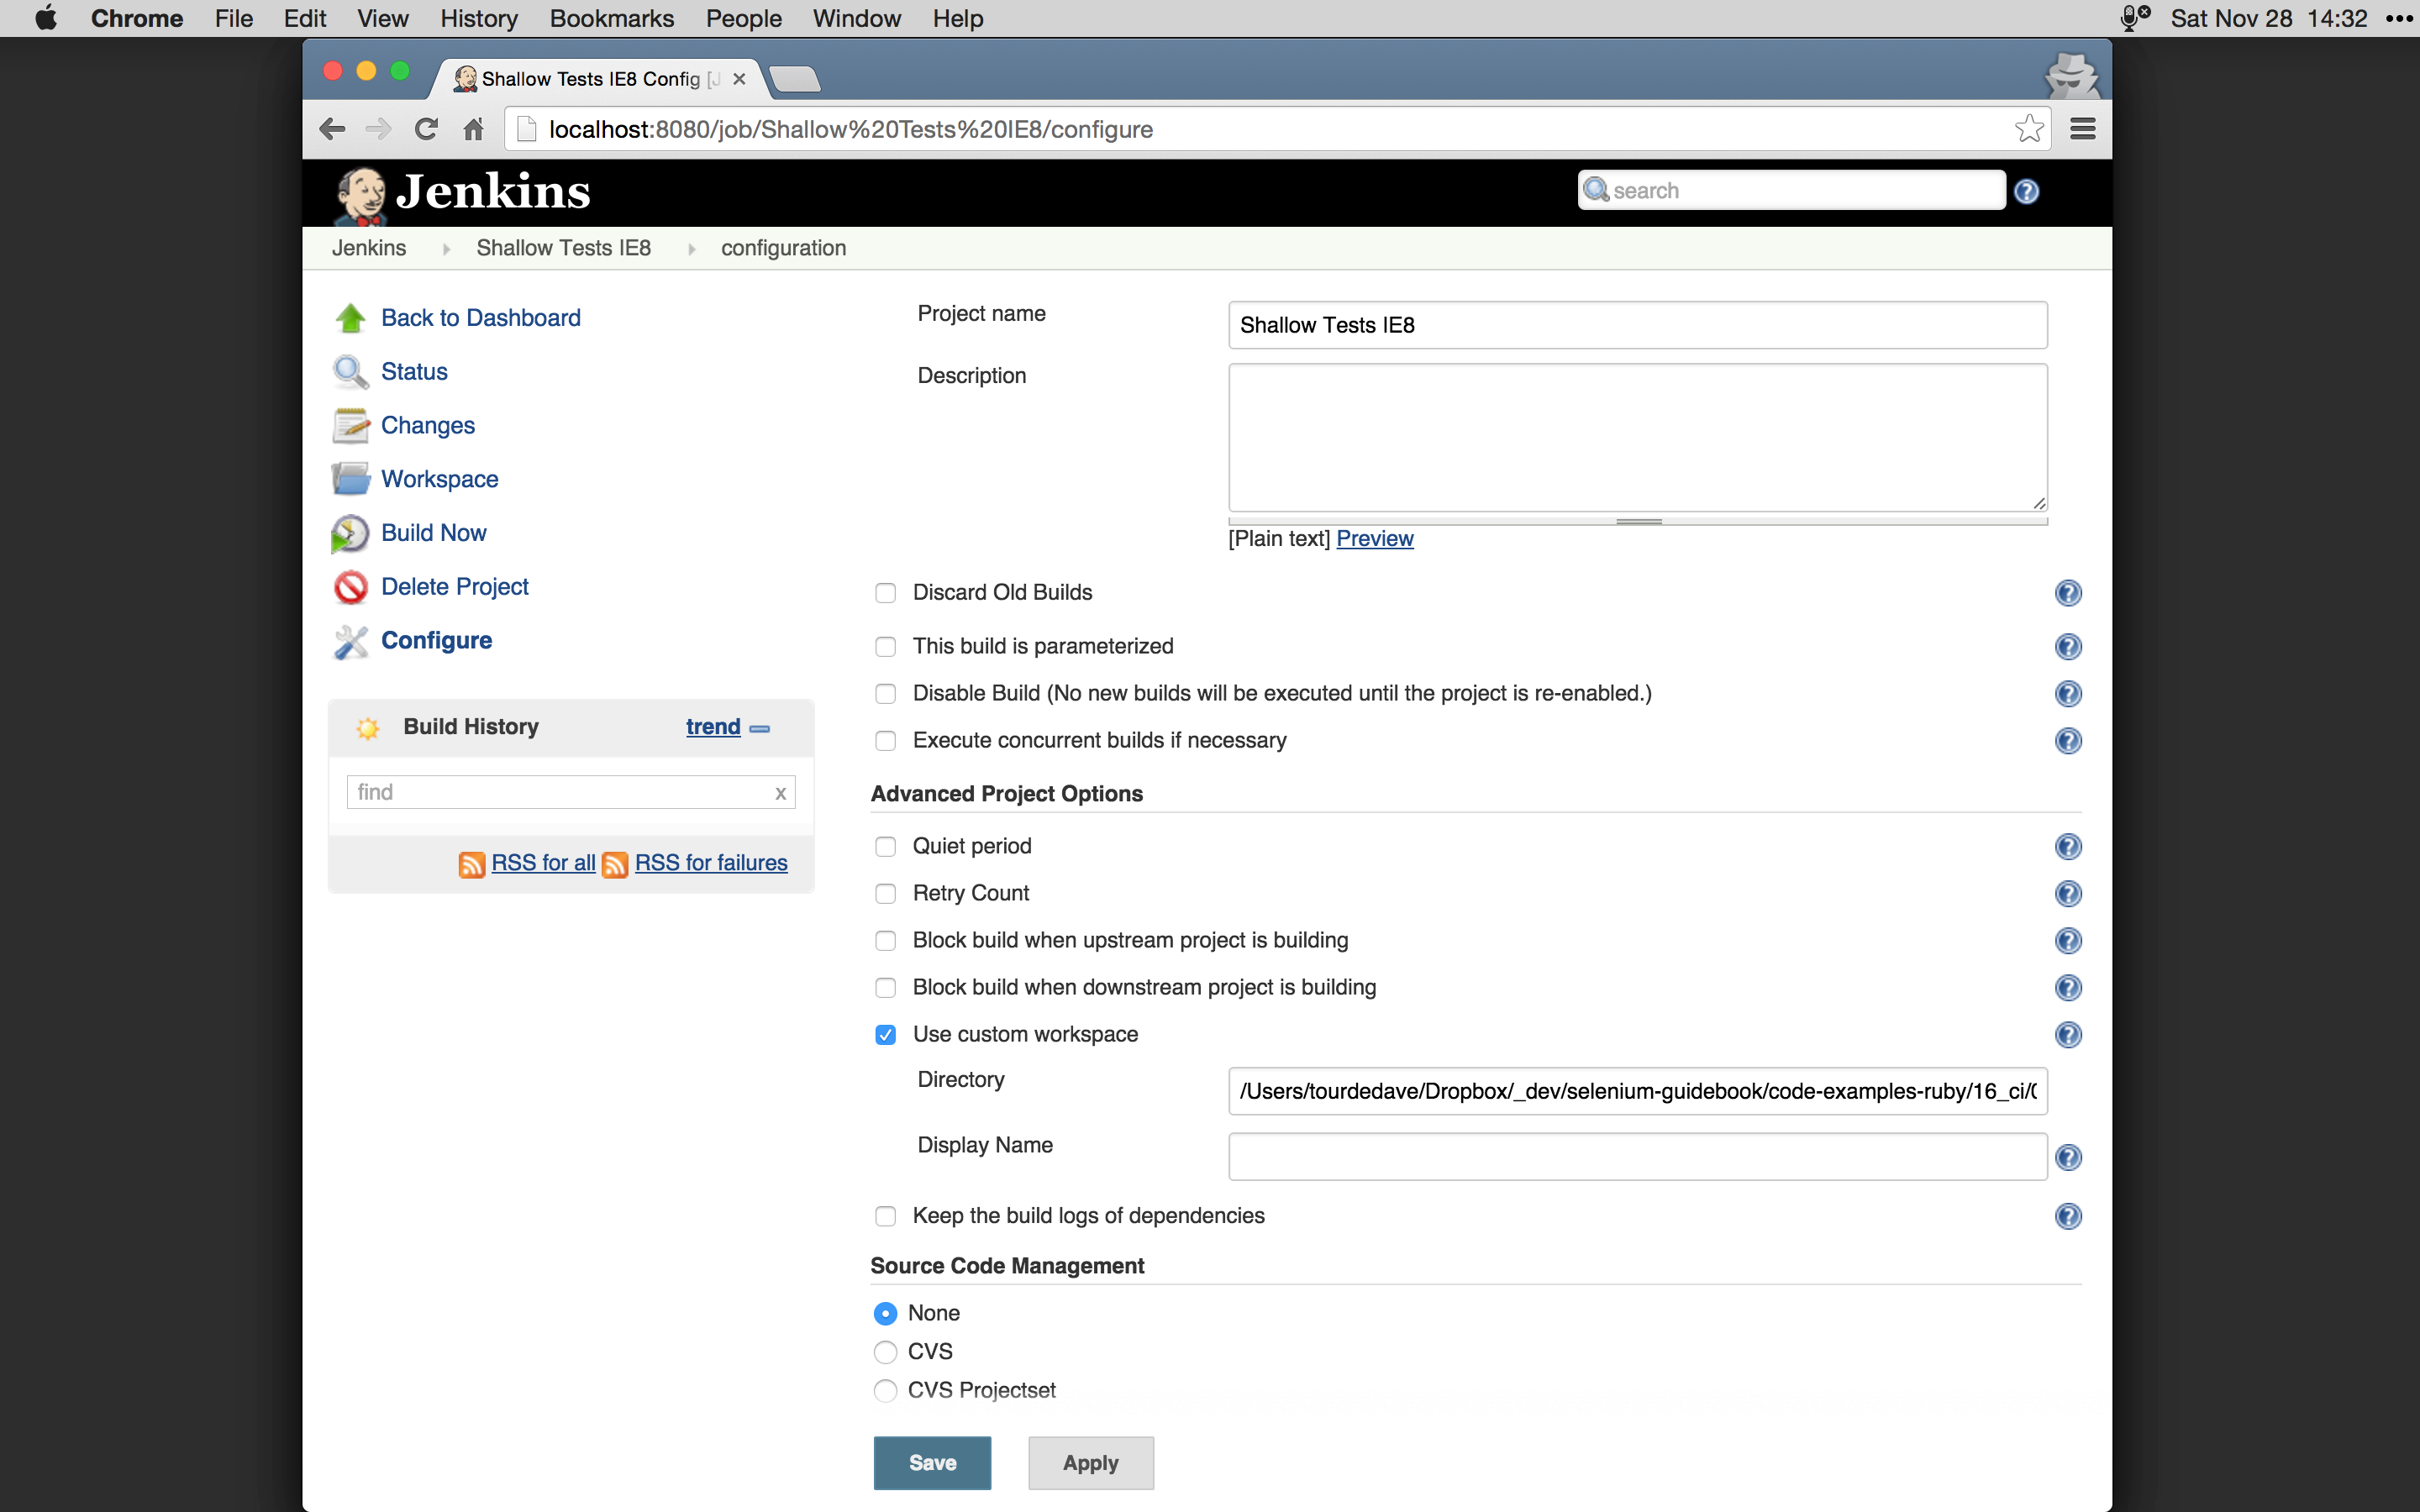 Chrome File Edit View History Bookmarks People Window Help Sat Nov 28 14:32
Shallow Tests IE8 Config [J
localhost:8080/job/Shallow%20Tests%20IE8/configure
Jenkins
search
Jenkins Shallow Tests IE8 configuration
Back to Dashboard
Status
Changes
Workspace
Build Now
Delete Project
Configure
Build History trend
find x
RSS for all RSS for failures
Project name Shallow Tests IE8
Description
[Plain text] Preview
Discard Old Builds
This build is parameterized
Disable Build (No new builds will be executed until the project is re-enabled.)
Execute concurrent builds if necessary
Advanced Project Options
Quiet period
Retry Count
Block build when upstream project is building
Block build when downstream project is building
Use custom workspace
Directory /Users/tourdedave/Dropbox/_dev/selenium-guidebook/code-examples-ruby/16_ci/
Display Name
Keep the build logs of dependencies
Source Code Management
None
CVS
CVS Projectset
Save Apply